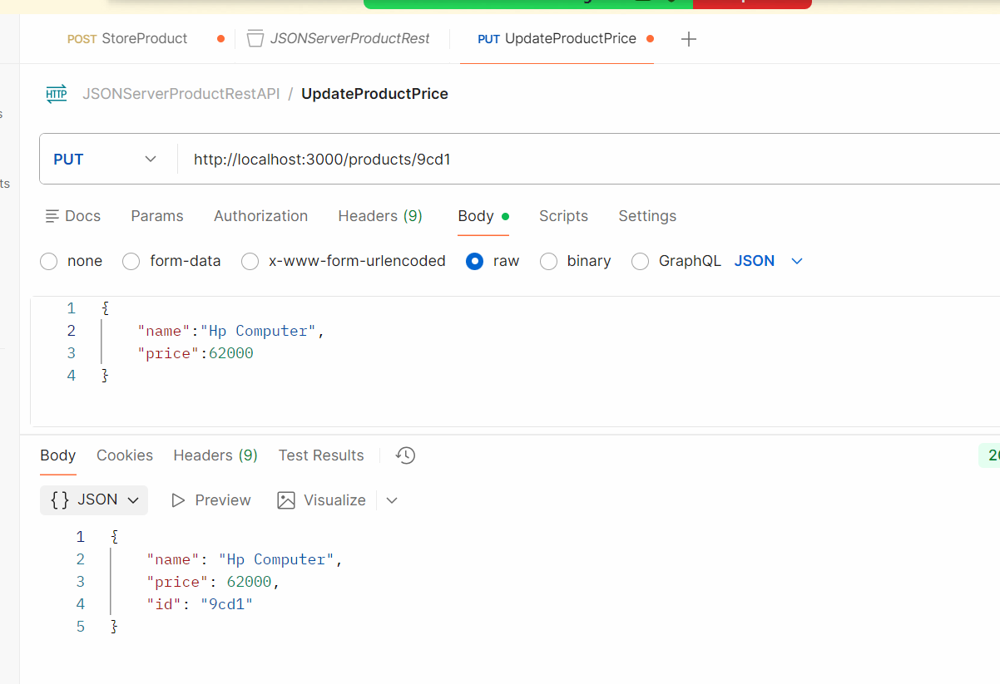 POST StoreProduct JSONServerProductRest PUT UpdateProductPrice
HTTP JSONServerProductRestAPI / UpdateProductPrice
PUT http://localhost:3000/products/9cd1
ts
Docs Params Authorization Headers (9) Body Scripts Settings
none form-data x-www-form-urlencoded raw binary GraphQL JSON
1 {
2 "name":"Hp Computer",
3 "price":62000
4 }
Body Cookies Headers (9) Test Results
{} JSON Preview Visualize
1 {
2 "name": "Hp Computer",
3 "price": 62000,
4 "id": "9cd1"
5 }